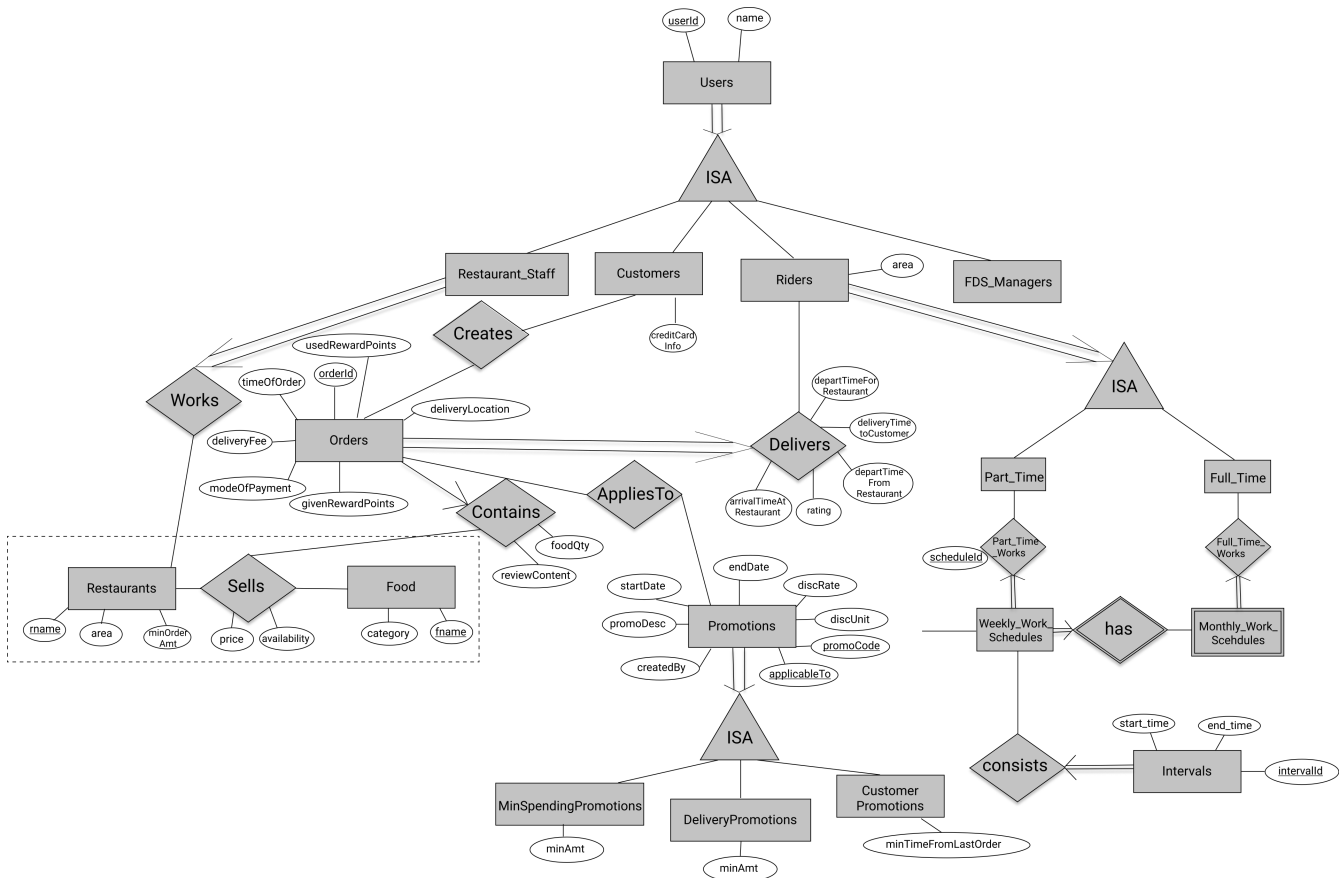 userId
name
Users
ISA
Restaurant_Staff
Customers
Riders
area
FDS_Managers
Creates
creditCard
Info
usedRewardPoints
orderId
timeOfOrder
deliveryLocation
Works
deliveryFee
Orders
modeOfPayment
givenRewardPoints
departTimeFor
Restaurant
deliveryTime
toCustomer
Delivers
departTime
From
Restaurant
arrivalTimeAt
Restaurant
rating
ISA
Part_Time
Full_Time
AppliesTo
Contains
foodQty
reviewContent
scheduleId
Part_Time
_Works
Full_Time_
Works
Restaurants
Sells
Food
rname
area
minOrder
Amt
price
availability
category
fname
endDate
startDate
discRate
promoDesc
Promotions
discUnit
promoCode
createdBy
applicableTo
Weekly_Work_
Schedules
has
Monthly_Work_
Scehdules
ISA
start_time
end_time
consists
Intervals
intervalId
MinSpendingPromotions
DeliveryPromotions
Customer
Promotions
minAmt
minAmt
minTimeFromLastOrder